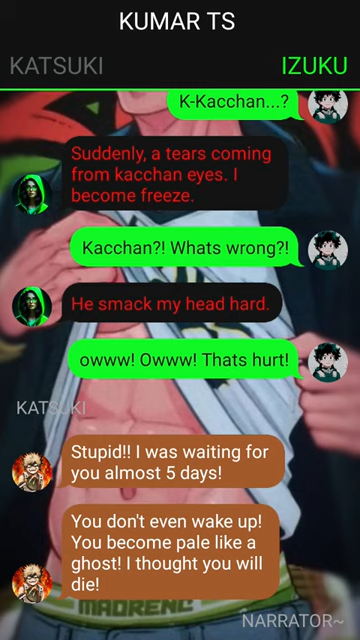 KUMAR TS
KATSUKI
IZUKU
K-Kacchan...?
Suddenly, a tears coming
from kacchan eyes. I
become freeze.
Kacchan?! Whats wrong?!
He smack my head hard.
owww! Owww! Thats hurt!
KATSUKI
Stupid!! I was waiting for
you almost 5 days!
You don't even wake up!
You become pale like a
ghost! I thought you will
die!
MADRENC
NARRATOR~